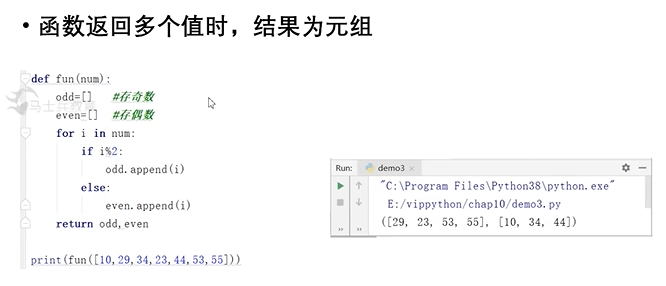 • 函数返回多个值时，结果为元组
def fun(num):
odd=[] #存奇数
even=[] #存偶数
for i in num:
if i%2:
odd.append(i)
else:
even.append(i)
return odd,even
print(fun([10,29,34,23,44,53,55]))
马士兵教育
Run: demo3 ×
"C:\Program Files\Python38\python.exe"
E:/vippython/chap10/demo3.py
([29, 23, 53, 55], [10, 34, 44])